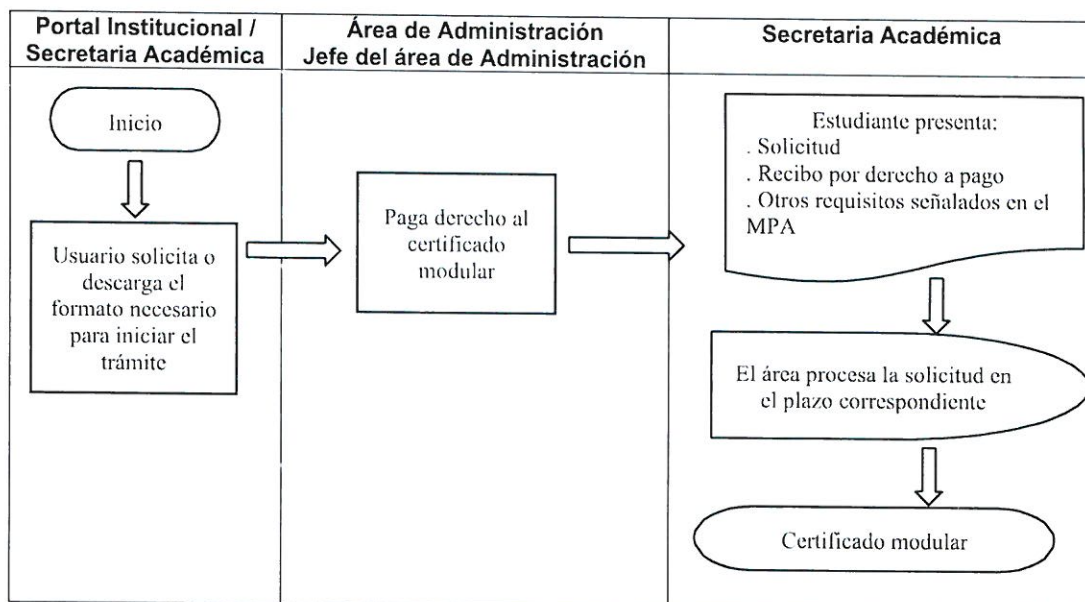 Portal Institucional /
Secretaria Académica
Área de Administración
Jefe del área de Administración
Secretaria Académica
Inicio
Usuario solicita o
descarga el
formato necesario
para iniciar el
trámite
Paga derecho al
certificado
modular
Estudiante presenta:
. Solicitud
. Recibo por derecho a pago
. Otros requisitos señalados en el
MPA
El área procesa la solicitud en
el plazo correspondiente
Certificado modular